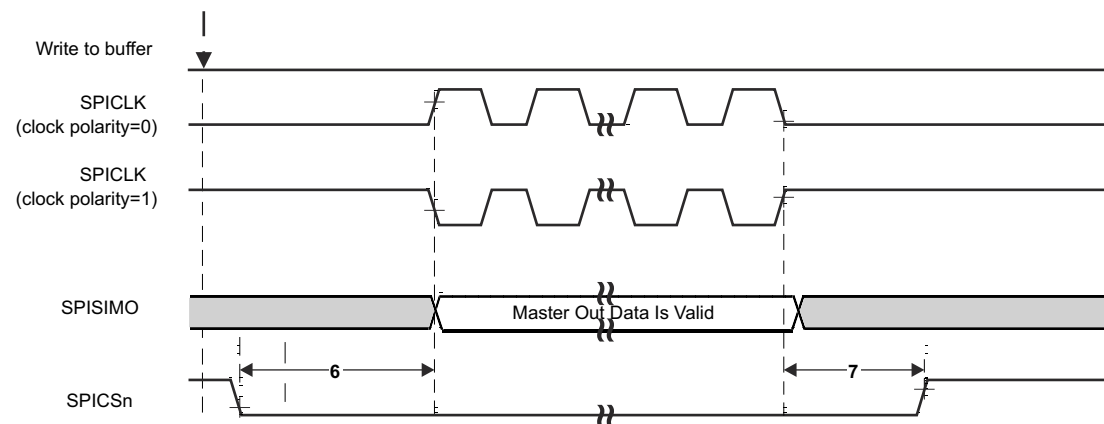 Write to buffer
SPICLK
(clock polarity=0)
SPICLK
(clock polarity=1)
SPISIMO
Master Out Data Is Valid
6
7
SPICSn